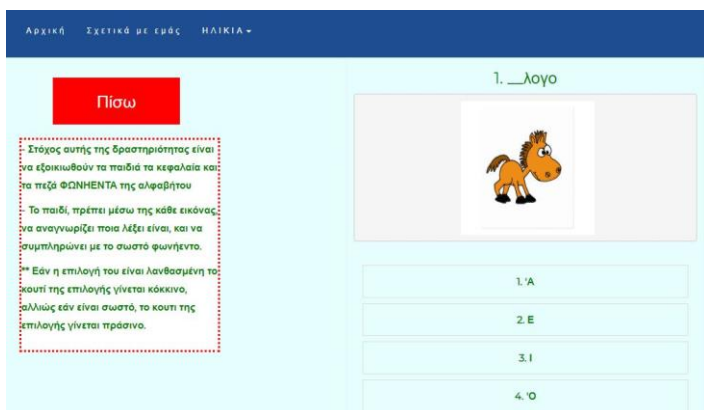 Αρχική Σχετικά με εμάς ΗΛΙΚΙΑ
Πίσω
- Στόχος αυτής της δραστηριότητας είναι
να εξοικιωθούν τα παιδιά τα κεφαλαία και
τα πεζά ΦΩΝΗΕΝΤΑ της αλφαβήτου
- Το παιδί, πρέπει μέσω της κάθε εικόνας,
να αναγνωρίζει ποια λέξει είναι, και να
συμπληρώνει με το σωστό φωνήεντο.
** Εάν η επιλογή του είναι λανθασμένη το
κουτί της επιλογής γίνεται κόκκινο,
αλλιώς εάν είναι σωστό, το κουτι της
επιλογής γίνεται πράσινο.
1. __λογο
1. Ά
2. Ε
3. Ι
4. Ό